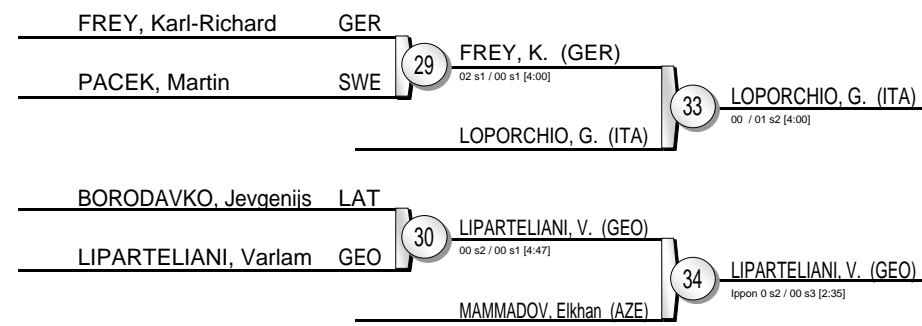 FREY, Karl-Richard GER
29
FREY, K. (GER)
02 s1 / 00 s1 [4:00]
PACEK, Martin SWE
33
LOPORCHIO, G. (ITA)
00 / 01 s2 [4:00]
LOPORCHIO, G. (ITA)
BORODAVKO, Jevgenijs LAT
30
LIPARTELIANI, V. (GEO)
00 s2 / 00 s1 [4:47]
LIPARTELIANI, Varlam GEO
34
LIPARTELIANI, V. (GEO)
Ippon 0 s2 / 00 s3 [2:35]
MAMMADOV, Elkhan (AZE)